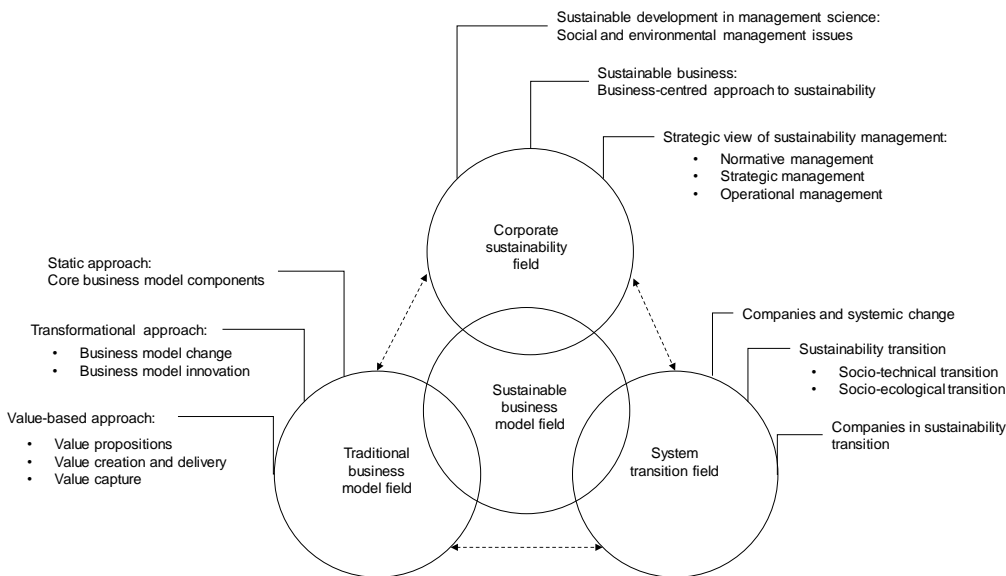 Sustainable development in management science:
Social and environmental management issues
Sustainable business:
Business-centred approach to sustainability
Strategic view of sustainability management:
• Normative management
• Strategic management
• Operational management
Corporate
sustainability
field
Static approach:
Core business model components
Transformational approach:
• Business model change
• Business model innovation
Value-based approach:
• Value propositions
• Value creation and delivery
• Value capture
Traditional
business
model field
Sustainable
business
model field
System
transition field
Companies and systemic change
Sustainability transition
• Socio-technical transition
• Socio-ecological transition
Companies in sustainability
transition